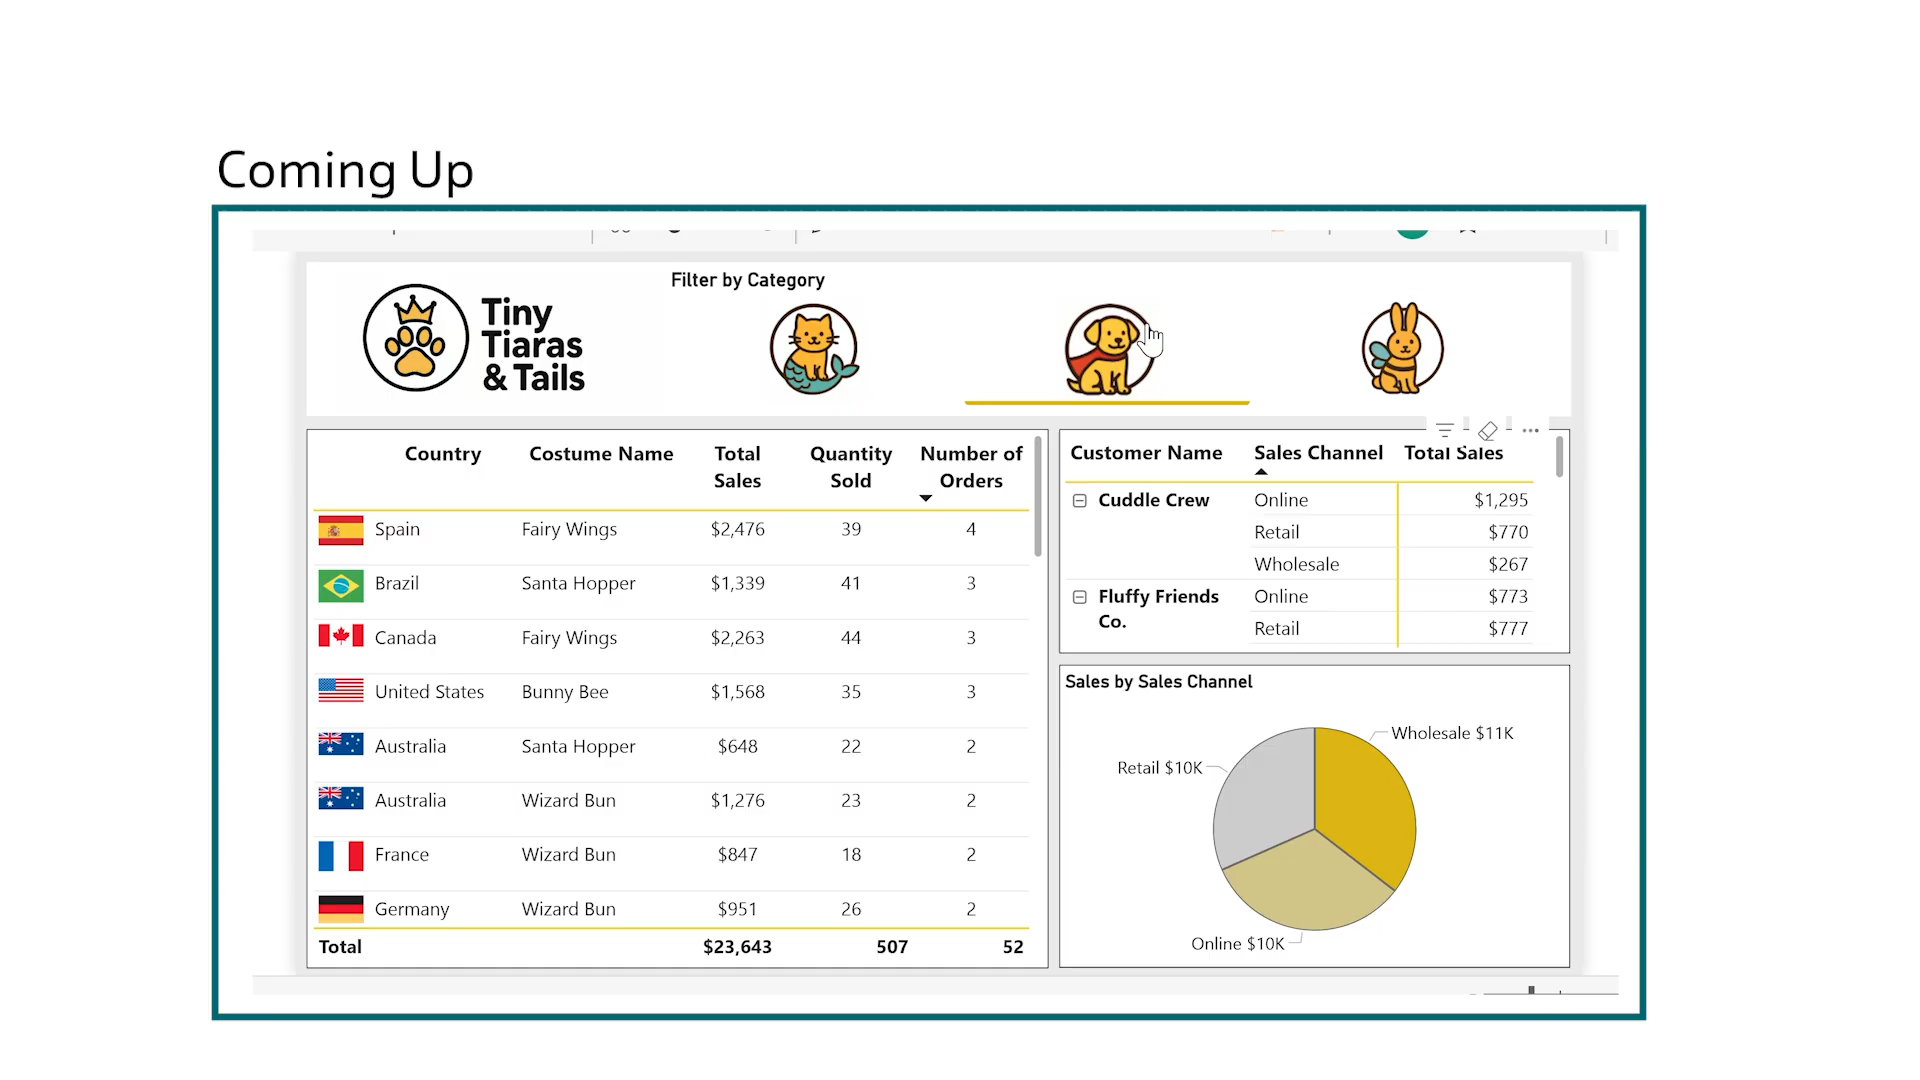 Coming Up
Filter by Category
Tiny
Tiaras
& Tails
Country Costume Name Total Sales Quantity Sold Number of Orders
Spain Fairy Wings $2,476 39 4
Brazil Santa Hopper $1,339 41 3
Canada Fairy Wings $2,263 44 3
United States Bunny Bee $1,568 35 3
Australia Santa Hopper $648 22 2
Australia Wizard Bun $1,276 23 2
France Wizard Bun $847 18 2
Germany Wizard Bun $951 26 2
Total $23,643 507 52
Customer Name Sales Channel Total Sales
Cuddle Crew Online $1,295
Retail $770
Wholesale $267
Fluffy Friends Co. Online $773
Retail $777
Sales by Sales Channel
Wholesale $11K
Retail $10K
Online $10K